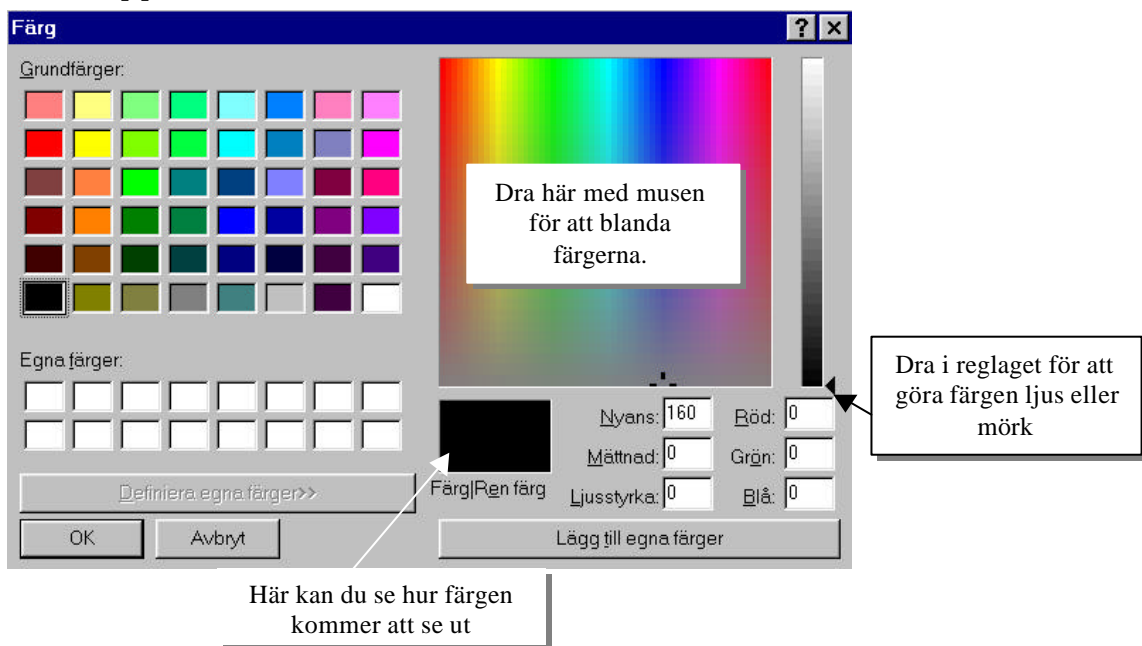 Färg
Grundfärger:
Dra här med musen
för att blanda
färgerna.
Egna färger:
Dra i reglaget för att
göra färgen ljus eller
mörk
Nyans: 160 Röd: 0
Mättnad: 0 Grön: 0
Färg|Ren färg Ljusstyrka: 0 Blå: 0
Definiera egna färger>>
OK Avbryt Lägg till egna färger
Här kan du se hur färgen
kommer att se ut